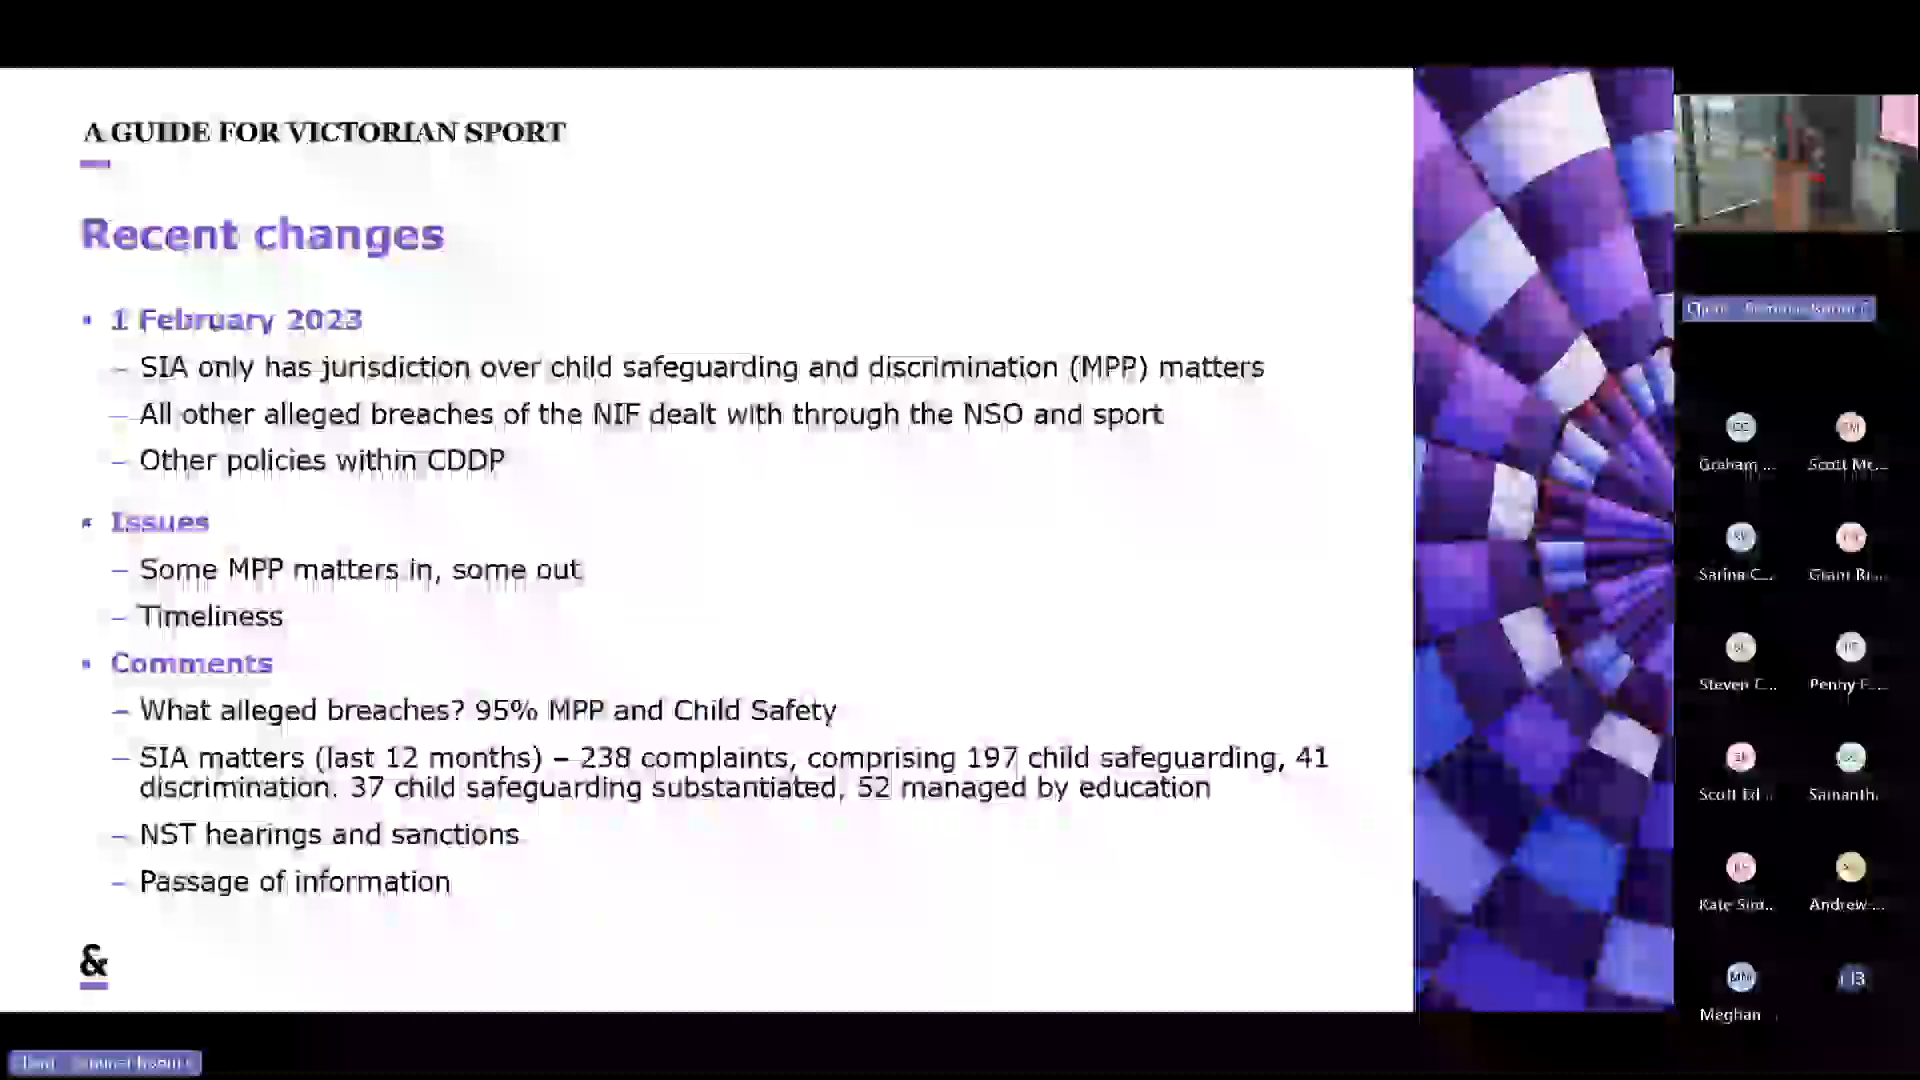 A GUIDE FOR VICTORIAN SPORT
Recent changes
• 1 February 2023
– SIA only has jurisdiction over child safeguarding and discrimination (MPP) matters
– All other alleged breaches of the NIF dealt with through the NSO and sport
– Other policies within CDDP
• Issues
– Some MPP matters in, some out
– Timeliness
• Comments
– What alleged breaches? 95% MPP and Child Safety
– SIA matters (last 12 months) – 238 complaints, comprising 197 child safeguarding, 41
discrimination. 37 child safeguarding substantiated, 52 managed by education
– NST hearings and sanctions
– Passage of information
&
Graham ...
Scott Mc...
Sarina C...
Grant
Steven C...
Penny F...
Scott Ed...
Samanth.
Kate Sim...
Andrew ...
MM
Meghan